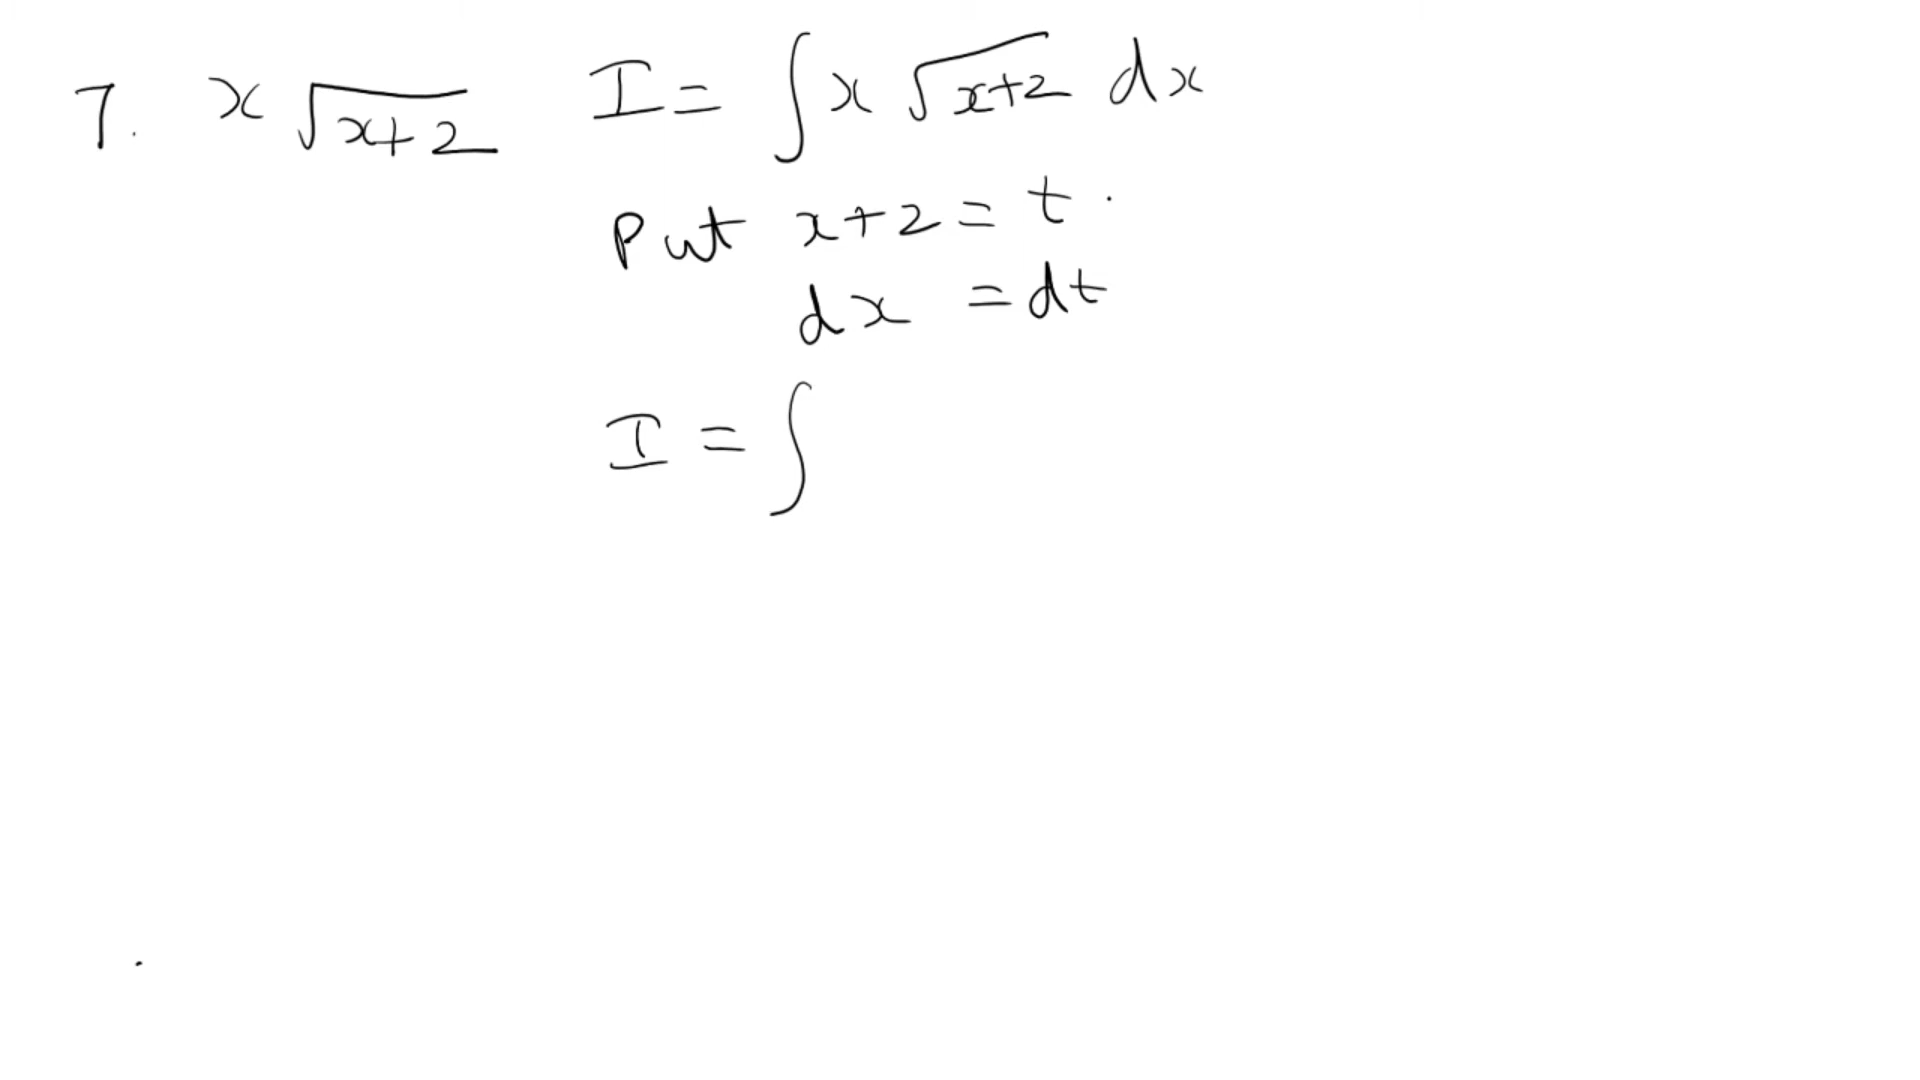 7. x √x+2 I = ∫ x √x+2 dx
Put x+2 = t.
dx = dt
I = ∫